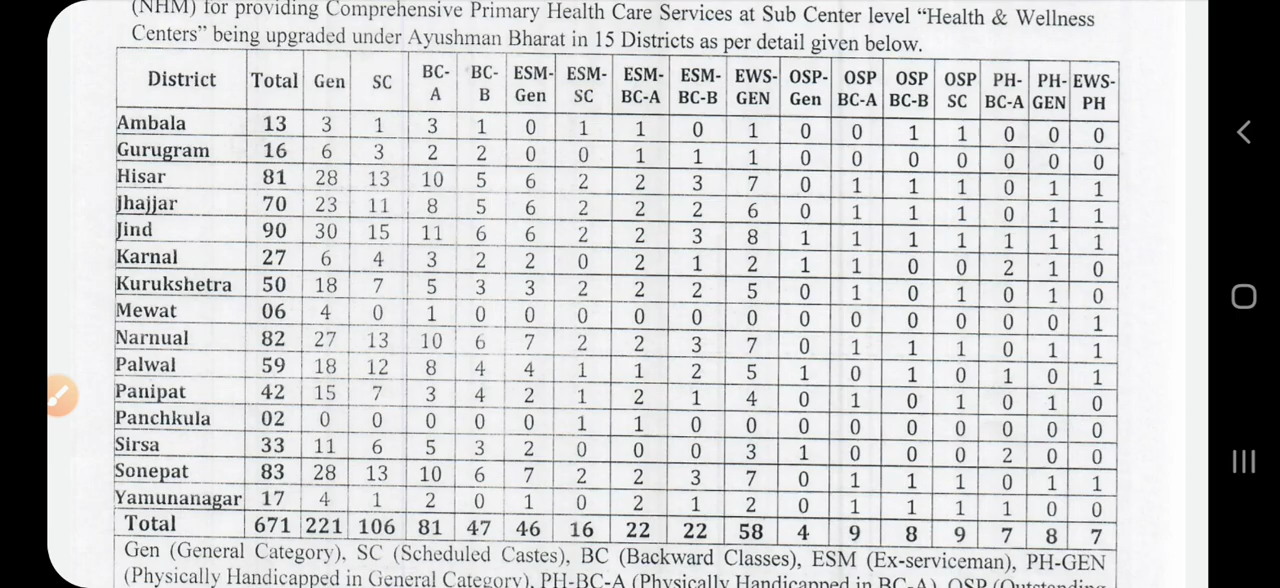 (NHM) for providing Comprehensive Primary Health Care Services at Sub Center level “Health & Wellness
Centers” being upgraded under Ayushman Bharat in 15 Districts as per detail given below.
District Total Gen SC BC-A BC-B ESM-Gen ESM-SC ESM-BC-A ESM-BC-B EWS-GEN OSP-Gen OSP BC-A OSP BC-B OSP SC PH-BC-A PH-GEN EWS-PH
Ambala 13 3 1 3 1 0 1 1 0 1 0 0 1 1 0 0 0
Gurugram 16 6 3 2 2 0 0 1 1 1 0 0 0 0 0 0 0
Hisar 81 28 13 10 5 6 2 2 3 7 0 1 1 1 0 1 1
Jhajjar 70 23 11 8 5 6 2 2 2 6 0 1 1 1 0 1 1
Jind 90 30 15 11 6 6 2 2 3 8 1 1 1 1 1 1 1
Karnal 27 6 4 3 2 2 0 2 1 2 1 1 0 0 2 1 0
Kurukshetra 50 18 7 5 3 3 2 2 2 5 0 1 0 1 0 1 0
Mewat 06 4 0 1 0 0 0 0 0 0 0 0 0 0 0 0 1
Narnual 82 27 13 10 6 7 2 2 3 7 0 1 1 1 0 1 1
Palwal 59 18 12 8 4 4 1 1 2 5 1 0 1 0 1 0 1
Panipat 42 15 7 3 4 2 1 2 1 4 0 1 0 1 0 1 0
Panchkula 02 0 0 0 0 0 1 1 0 0 0 0 0 0 0 0 0
Sirsa 33 11 6 5 3 2 0 0 0 3 1 0 0 0 2 0 0
Sonepat 83 28 13 10 6 7 2 2 3 7 0 1 1 1 0 1 1
Yamunanagar 17 4 1 2 0 1 0 2 1 2 0 1 1 1 1 0 0
Total 671 221 106 81 47 46 16 22 22 58 4 9 8 9 7 8 7
Gen (General Category), SC (Scheduled Castes), BC (Backward Classes), ESM (Ex-serviceman), PH-GEN
(Physically Handicapped in General Category), PH-BC-A (Physically Handicapped in BC-A), OSP (Outstanding